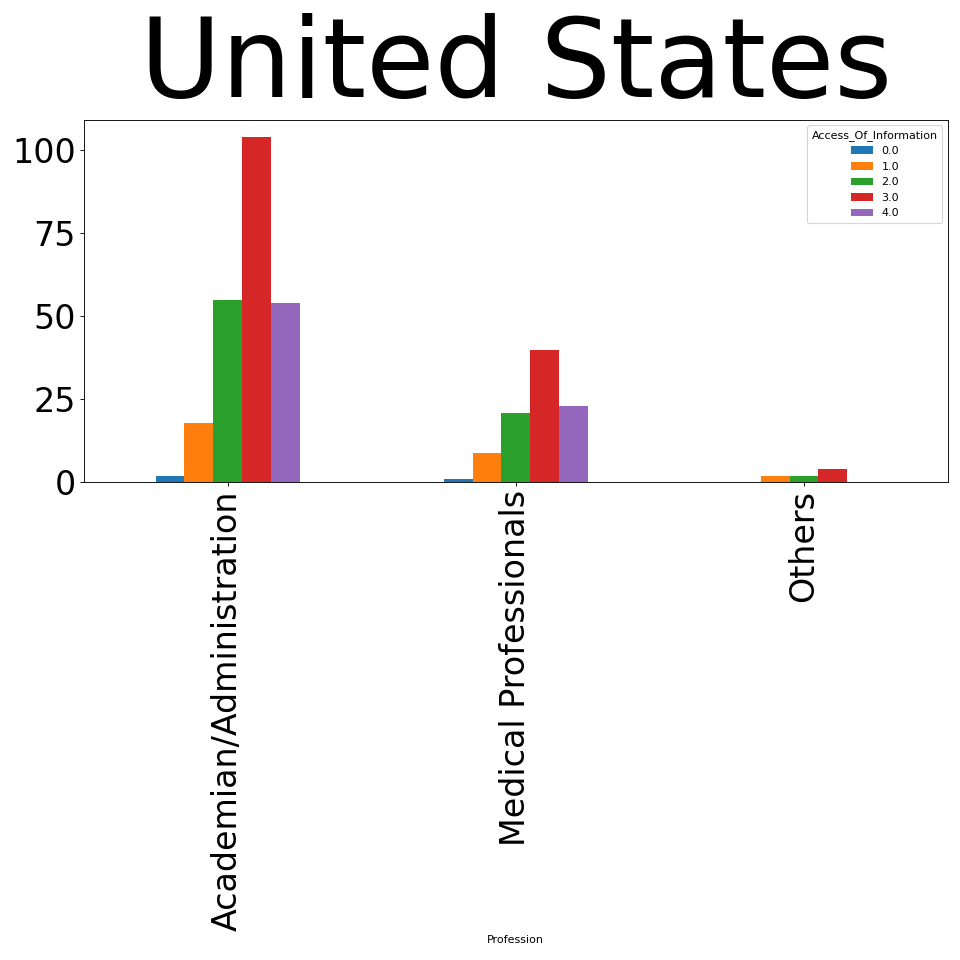 United States
100
75
50
25
0
Access_Of_Information
0.0
1.0
2.0
3.0
4.0
Academian/Administration
Medical Professionals
Others
Profession